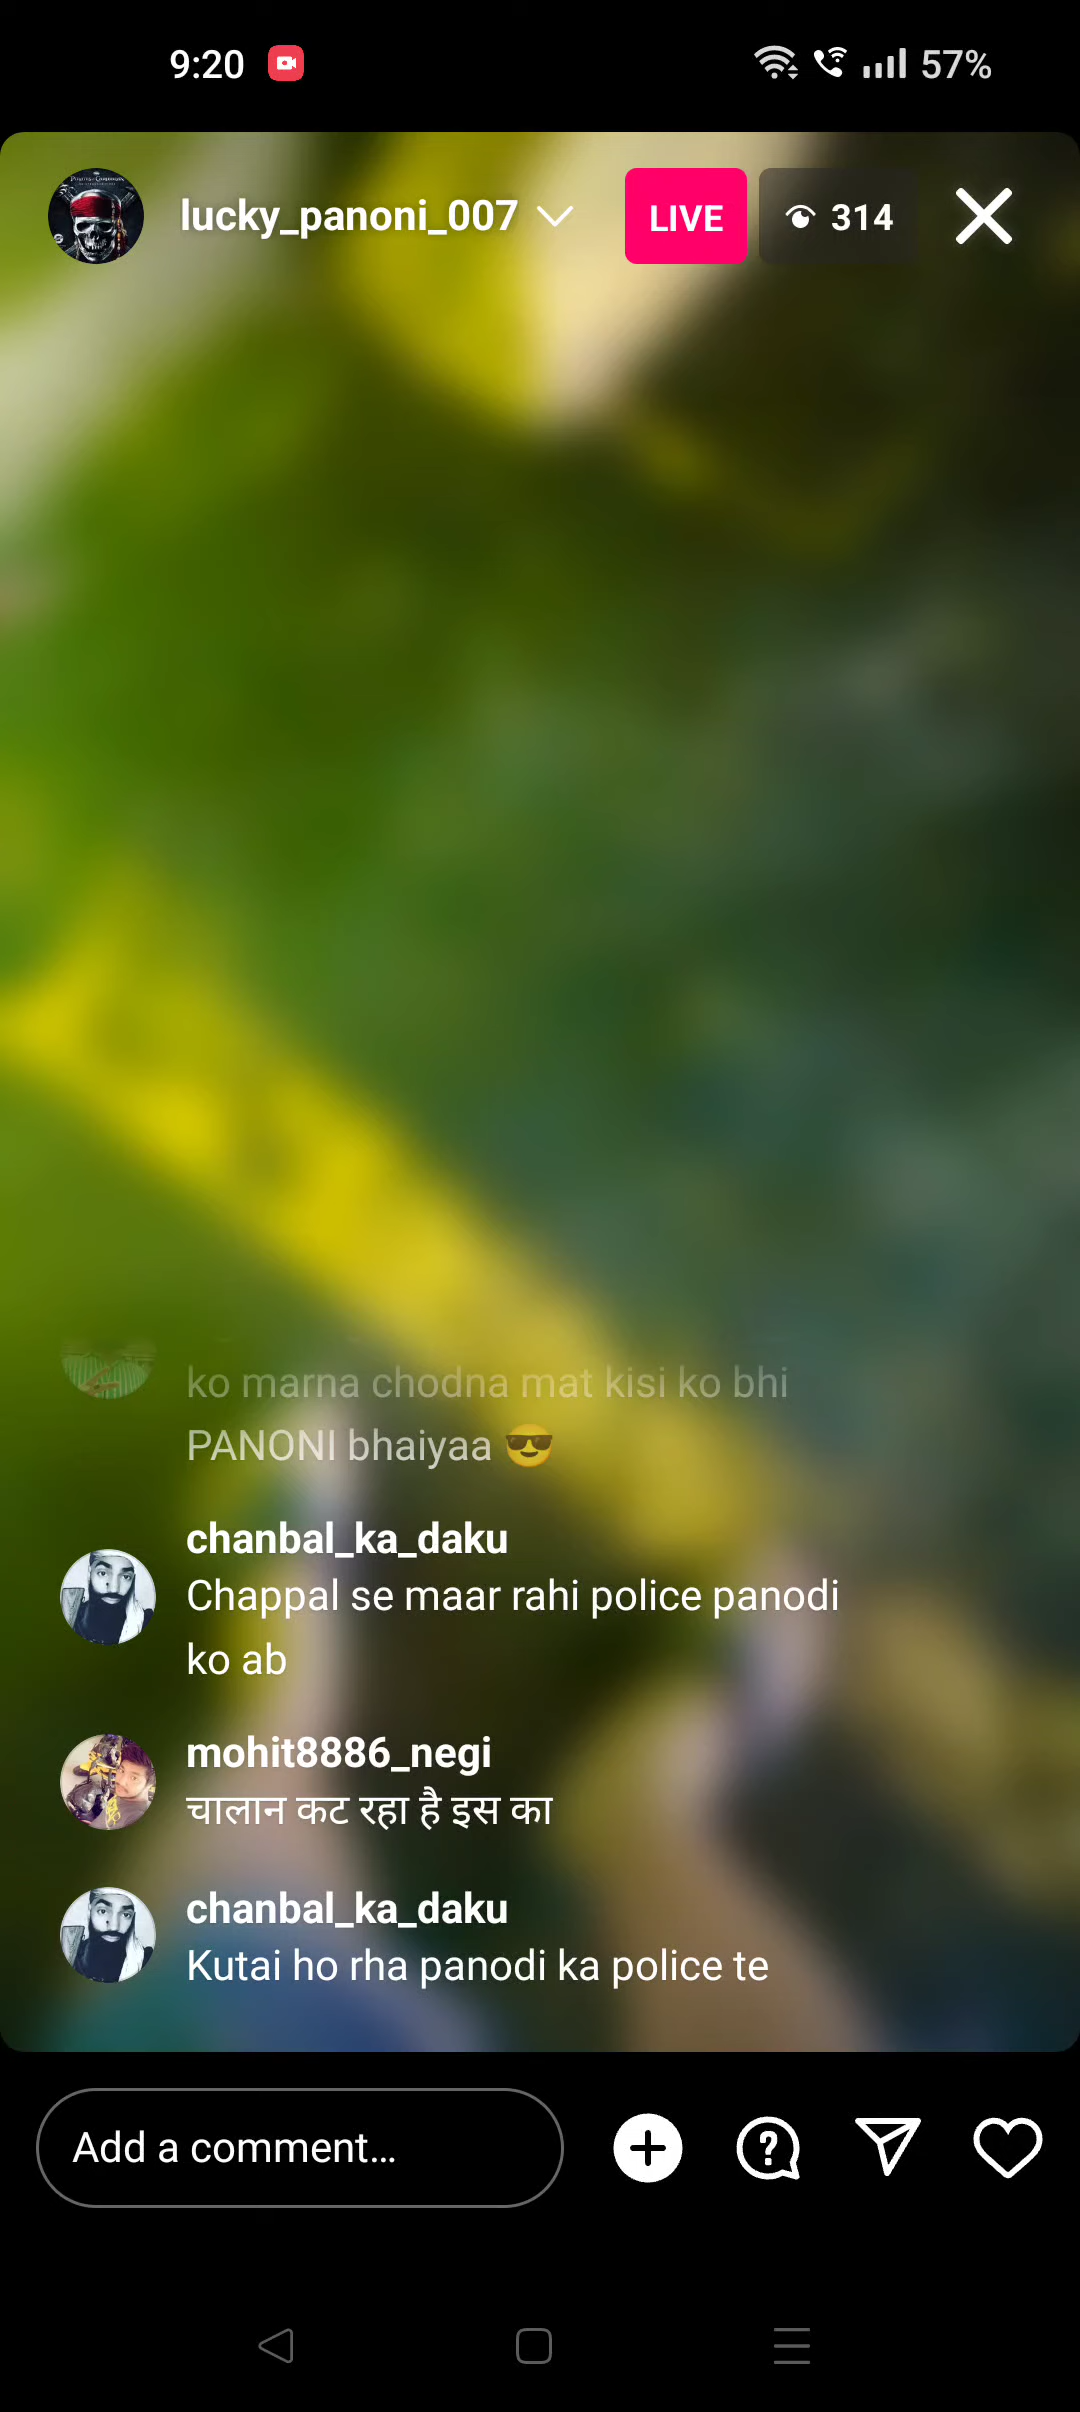 9:20
57%
lucky_panoni_007
LIVE
314
ko marna chodna mat kisi ko bhi
PANONI bhaiyaa 😎
chanbal_ka_daku
Chappal se maar rahi police panodi
ko ab
mohit8886_negi
चालान कट रहा है इस का
chanbal_ka_daku
Kutai ho rha panodi ka police te
Add a comment...